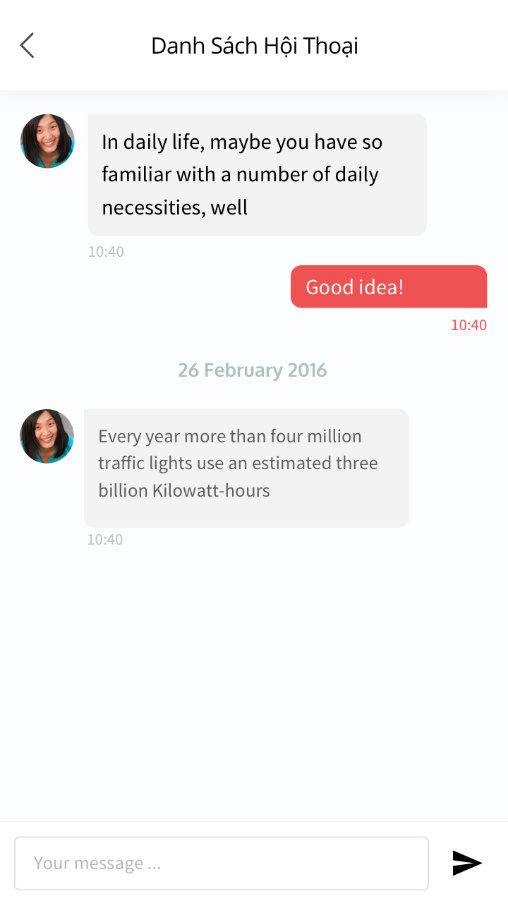 Danh Sách Hội Thoại
In daily life, maybe you have so
familiar with a number of daily
necessities, well
10:40
Good idea!
10:40
26 February 2016
Every year more than four million
traffic lights use an estimated three
billion Kilowatt-hours
10:40
Your message ...